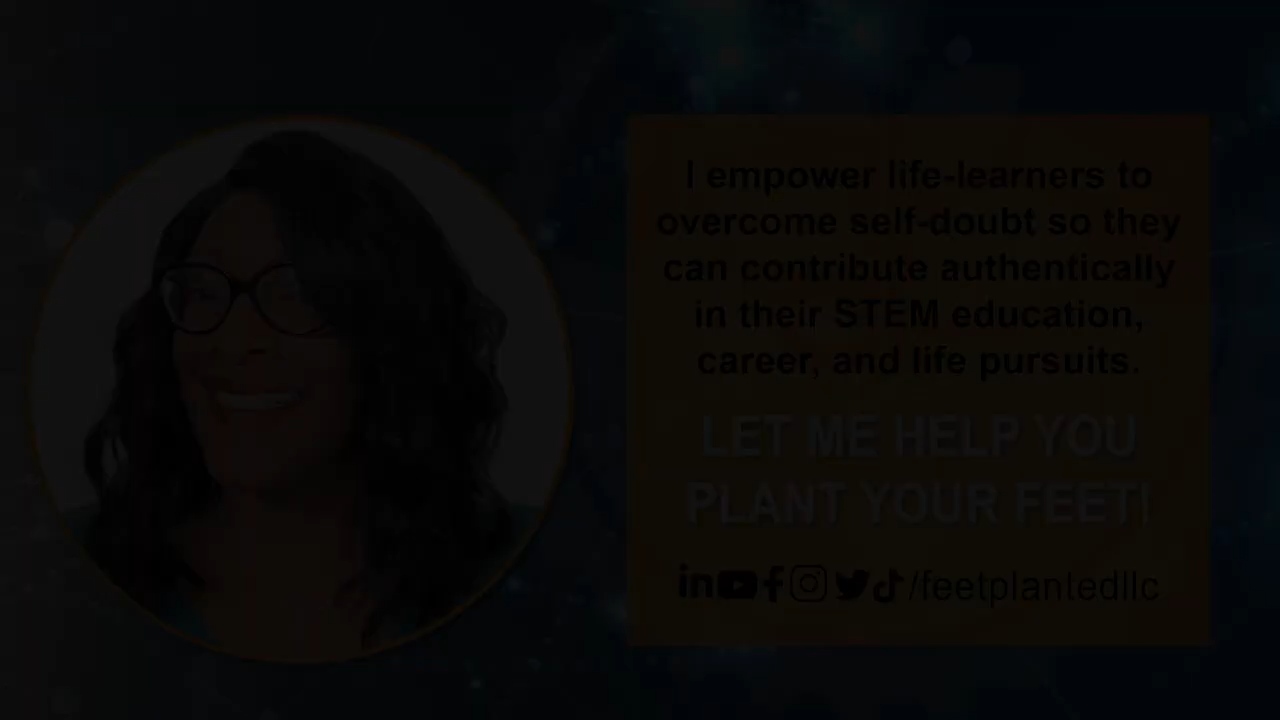 I empower life-learners to
overcome self-doubt so they
can contribute authentically
in their STEM education,
career, and life pursuits.
LET ME HELP YOU
PLANT YOUR FEET!
in f /feetplantedllc